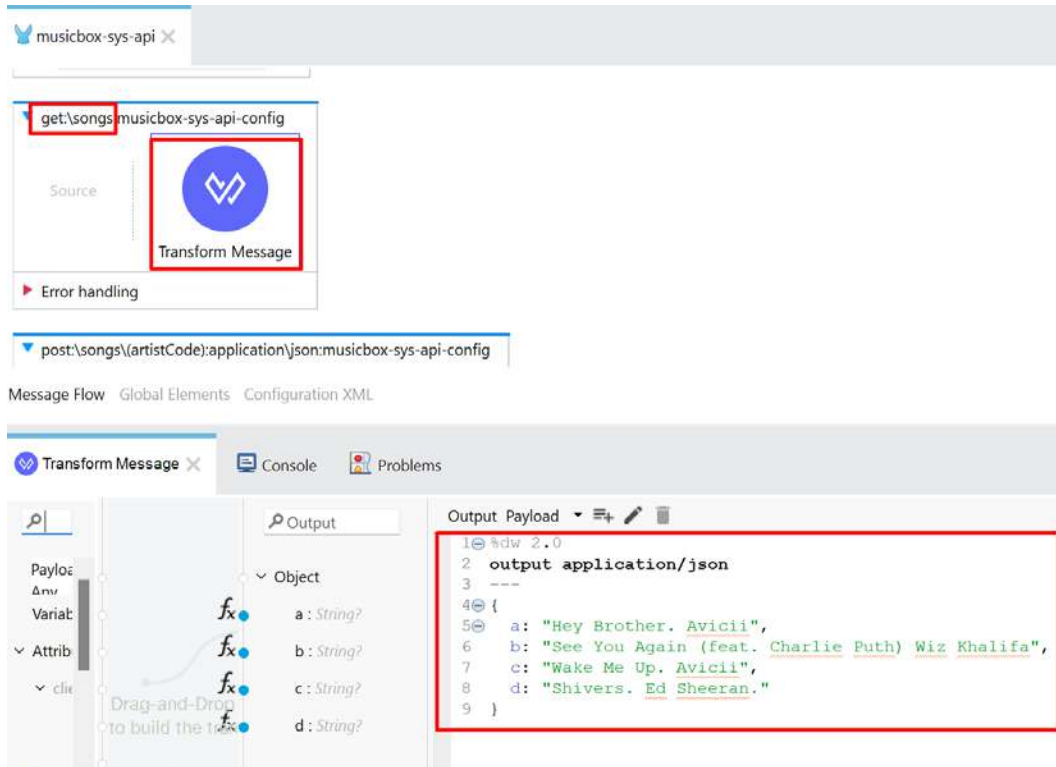 musicbox-sys-api
get:\songs:musicbox-sys-api-config
Source
Transform Message
Error handling
post:\songs\(artistCode):application\json:musicbox-sys-api-config
Message Flow Global Elements Configuration XML
Transform Message Console Problems
Output
Output Payload
Payloa
Any
Variab
Attrib
clie
Object
a : String?
b : String?
c : String?
d : String?
Drag-and-Drop
to build the tra
1 %dw 2.0
2 output application/json
3 ---
4 {
5 a: "Hey Brother. Avicii",
6 b: "See You Again (feat. Charlie Puth) Wiz Khalifa",
7 c: "Wake Me Up. Avicii",
8 d: "Shivers. Ed Sheeran."
9 }